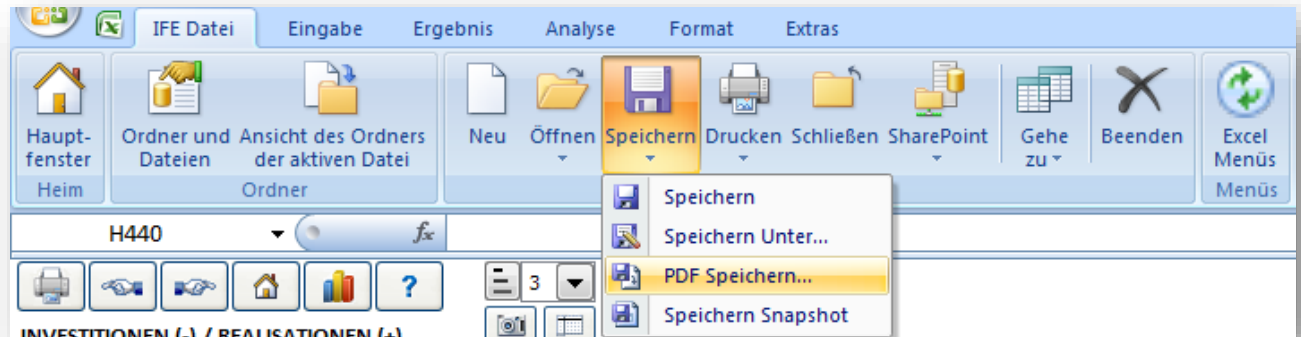 IFE Datei Eingabe Ergebnis Analyse Format Extras
Haupt-
fenster
Ordner und
Dateien
Ansicht des Ordners
der aktiven Datei
Neu
Öffnen
Speichern
Drucken
Schließen
SharePoint
Gehe
zu
Beenden
Excel
Menüs
Heim
Ordner
Menüs
Speichern
Speichern Unter...
PDF Speichern...
Speichern Snapshot
H440
fx
?
3
INVESTITIONEN (-) / REALISATIONEN (+)